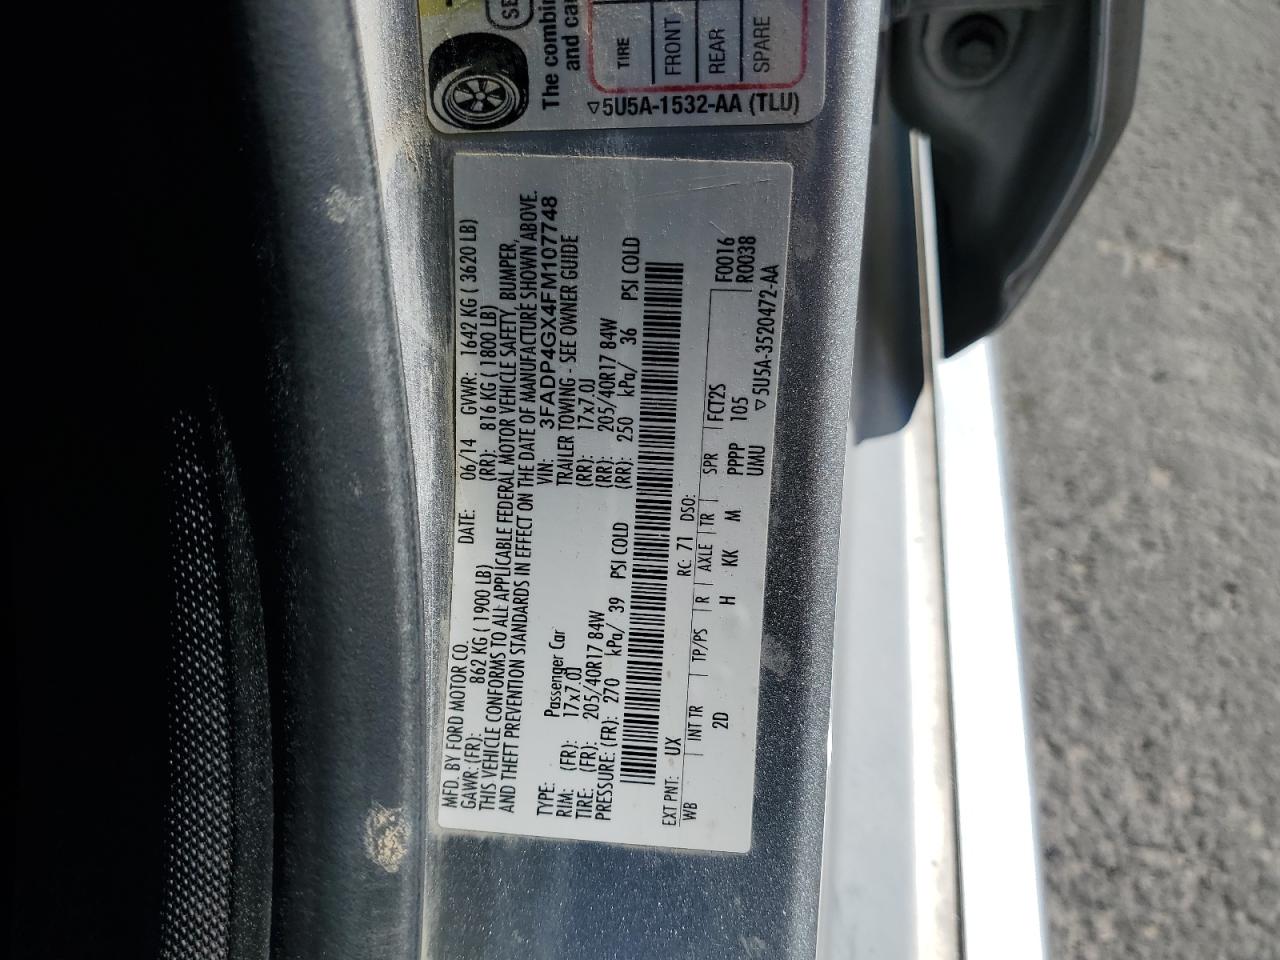 SE
The combin
and ca
TIRE
FRONT
REAR
SPARE
5U5A-1532-AA (TLU)
MFD. BY FORD MOTOR CO.
DATE: 06/14 GVWR: 1642 KG ( 3620 LB)
GAWR: (FR): 862 KG ( 1900 LB) (RR): 816 KG ( 1800 LB)
THIS VEHICLE CONFORMS TO ALL APPLICABLE FEDERAL MOTOR VEHICLE SAFETY, BUMPER,
AND THEFT PREVENTION STANDARDS IN EFFECT ON THE DATE OF MANUFACTURE SHOWN ABOVE.
VIN: 3FADP4GX4FM107748
TYPE: Passenger Car TRAILER TOWING - SEE OWNER GUIDE
RIM: (FR): 17x7.0J (RR): 17x7.0J
TIRE: (FR): 205/40R17 84W (RR): 205/40R17 84W
PRESSURE: (FR): 270 kPa/ 39 PSI COLD (RR): 250 kPa/ 36 PSI COLD
EXT PNT: UX RC: 71 DSO:
WB INT TR TP/PS R AXLE TR SPR FCT2S F0016
2D H KK M PPPP 105 R0038
UMU
5U5A-3520472-AA